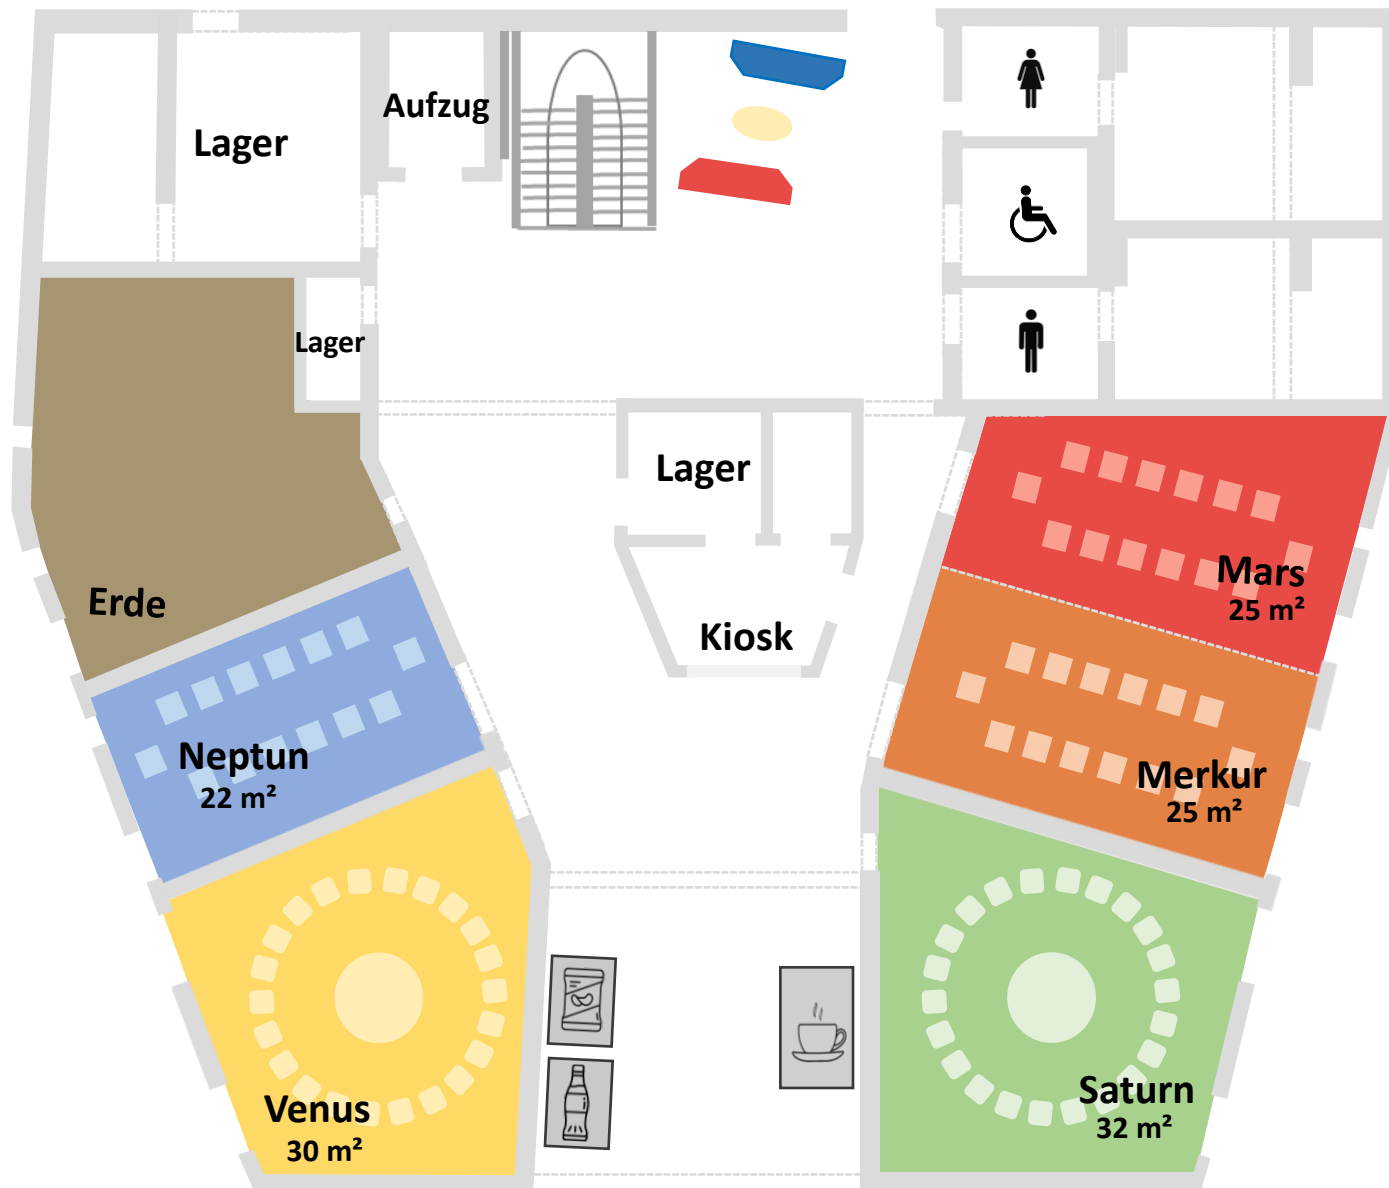 Aufzug
Lager
Lager
Lager
Mars
25 m²
Erde
Kiosk
Neptun
22 m²
Merkur
25 m²
Saturn
32 m²
Venus
30 m²